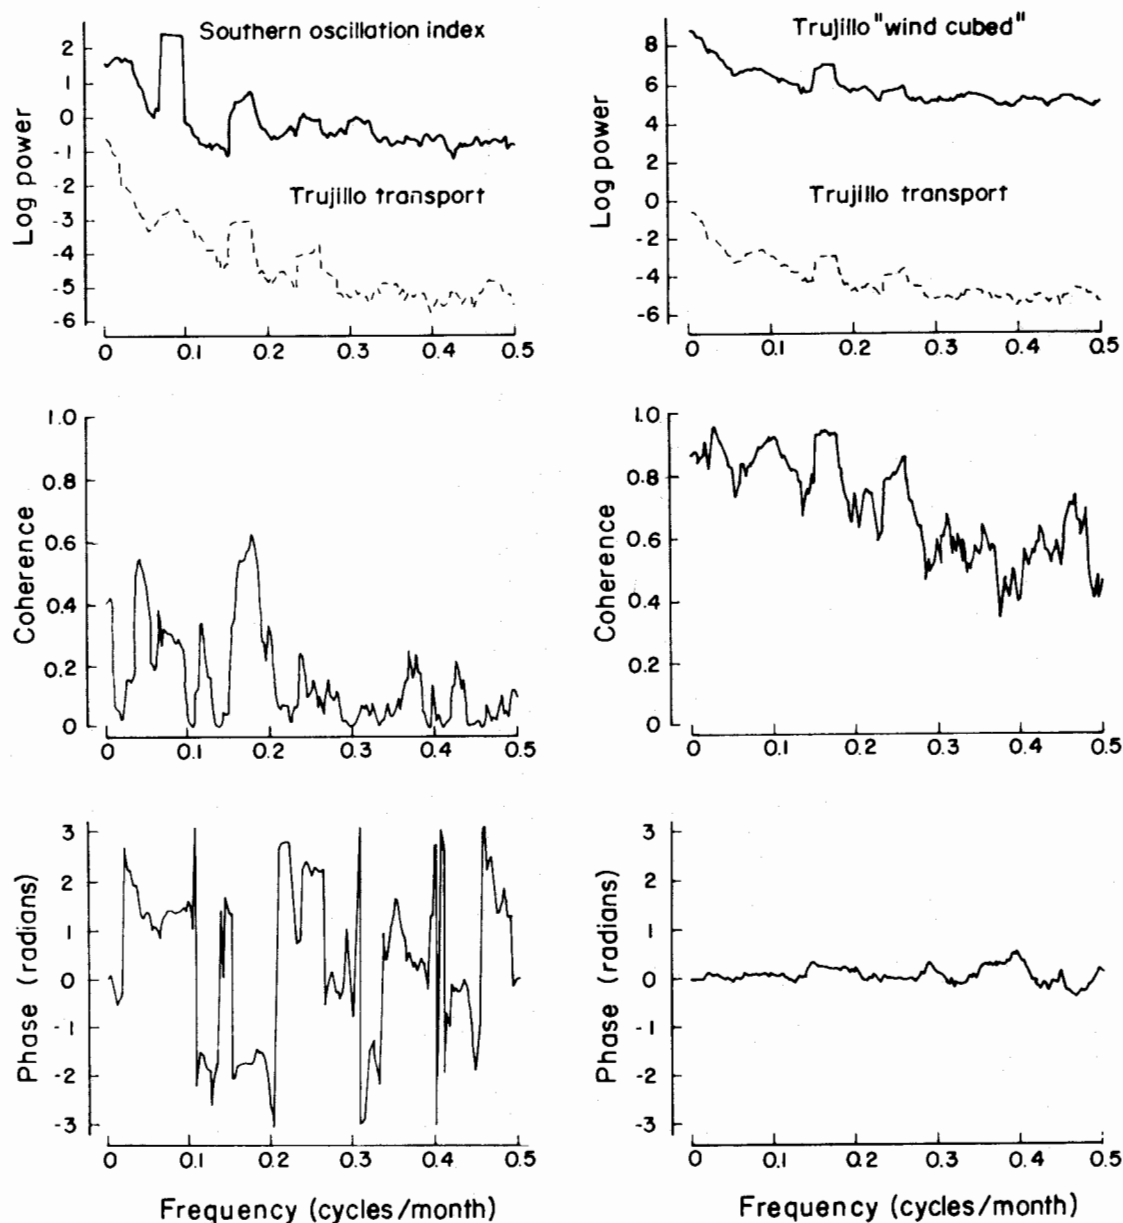 Southern oscillation index
Log power
2
1
0
-1
Trujillo transport
-3
-4
-5
-6
0 0.1 0.2 0.3 0.4 0.5
Trujillo "wind cubed"
Log power
8
6
4
2
Trujillo transport
0
-2
-4
-6
0 0.1 0.2 0.3 0.4 0.5
Coherence
1.0
0.8
0.6
0.4
0.2
0
0 0.1 0.2 0.3 0.4 0.5
Coherence
1.0
0.8
0.6
0.4
0.2
0
0 0.1 0.2 0.3 0.4 0.5
Phase (radians)
3
2
1
0
-1
-2
-3
0 0.1 0.2 0.3 0.4 0.5
Frequency (cycles/month)
Phase (radians)
3
2
1
0
-1
-2
-3
0 0.1 0.2 0.3 0.4 0.5
Frequency (cycles/month)